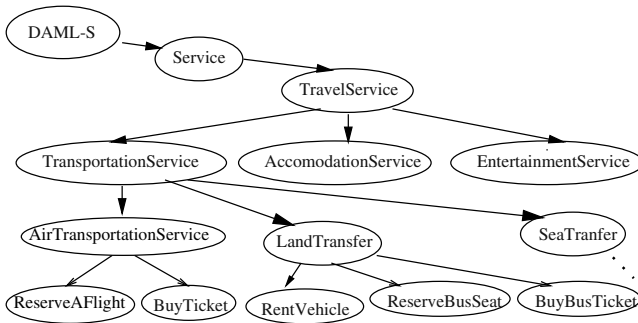 DAML-S
Service
TravelService
TransportationService
AccomodationService
EntertainmentService
AirTransportationService
LandTransfer
SeaTranfer
ReserveAFlight
BuyTicket
RentVehicle
ReserveBusSeat
BuyBusTicket